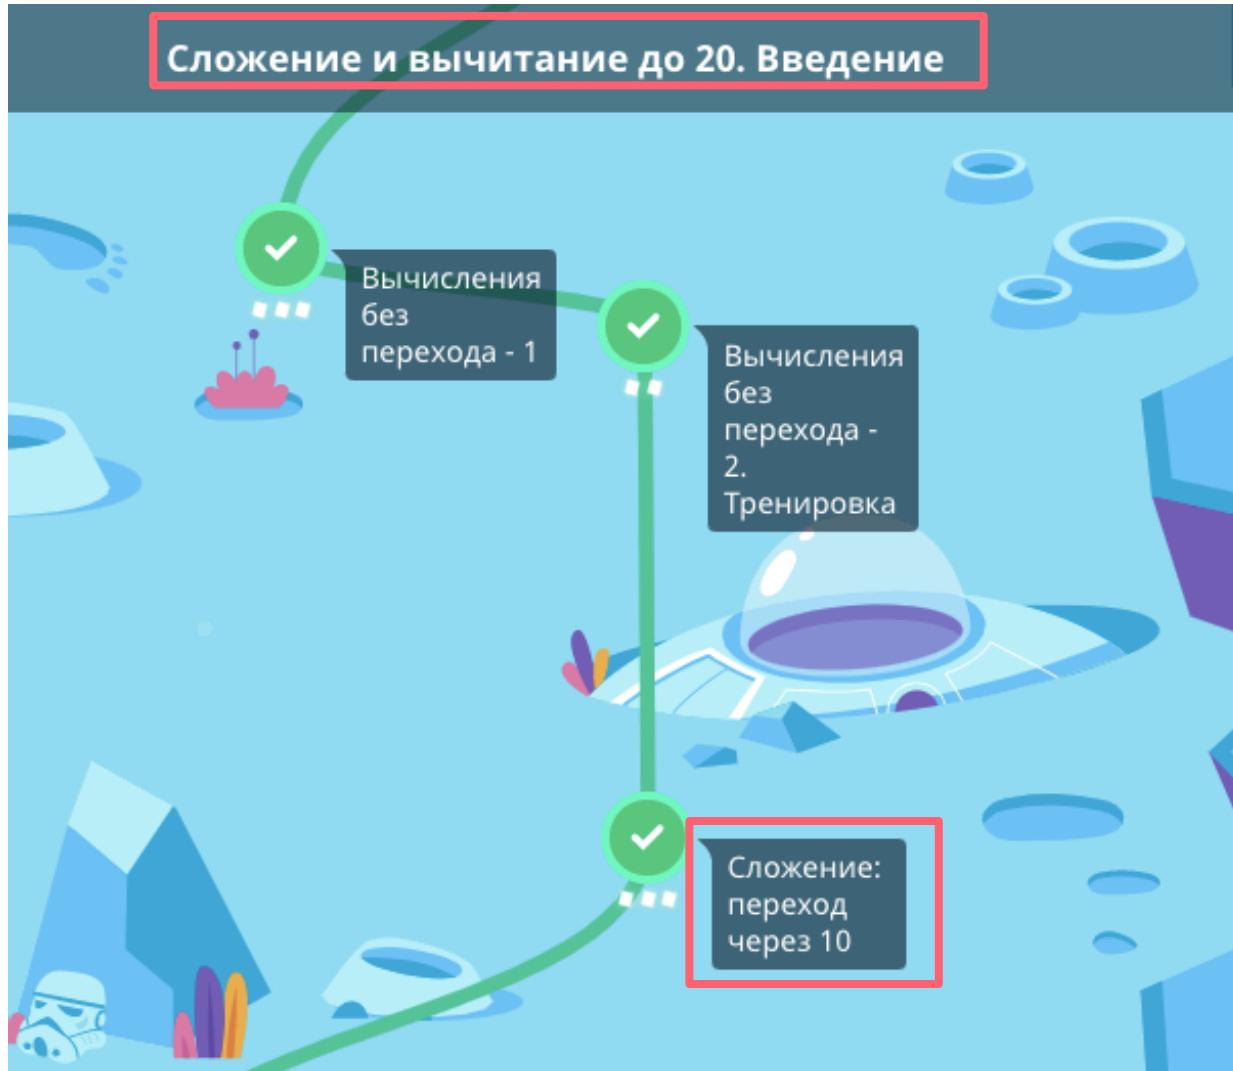 Сложение и вычитание до 20. Введение
Вычисления
без
перехода - 1
Вычисления
без
перехода -
2.
Тренировка
Сложение:
переход
через 10